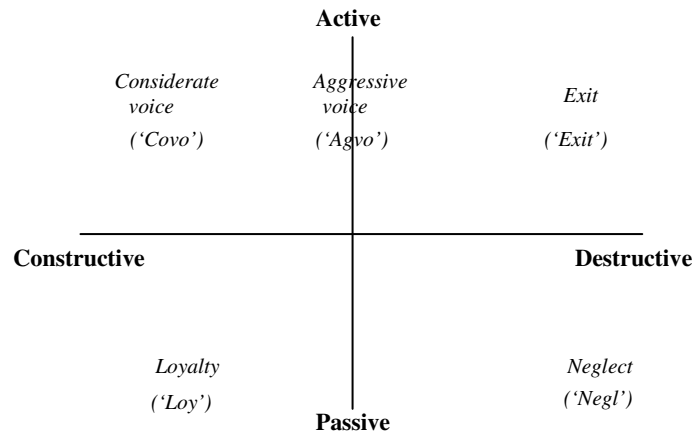 Active
Considerate Aggressive Exit
voice voice
(‘Covo’) (‘Agvo’) (‘Exit’)
Constructive Destructive
Loyalty Neglect
(‘Loy’) (‘Negl’)
Passive